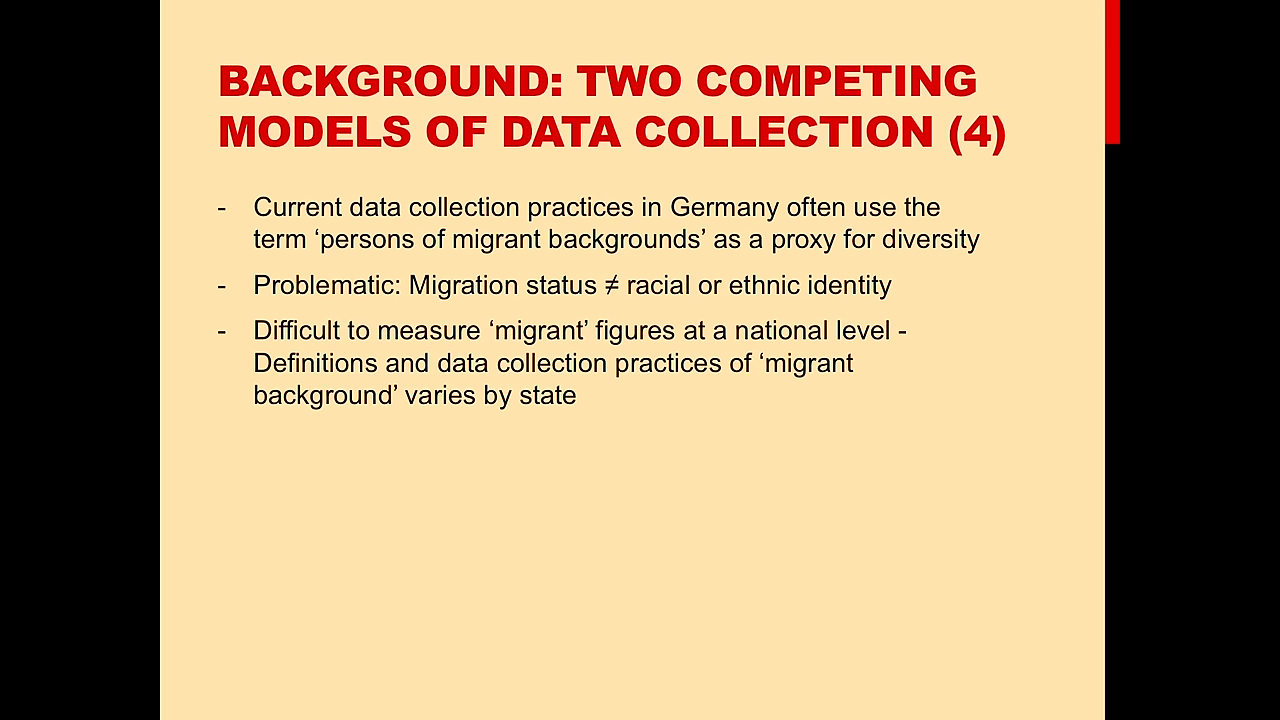 BACKGROUND: TWO COMPETING
MODELS OF DATA COLLECTION (4)
- Current data collection practices in Germany often use the
term ‘persons of migrant backgrounds’ as a proxy for diversity
- Problematic: Migration status ≠ racial or ethnic identity
- Difficult to measure ‘migrant’ figures at a national level -
Definitions and data collection practices of ‘migrant
background’ varies by state